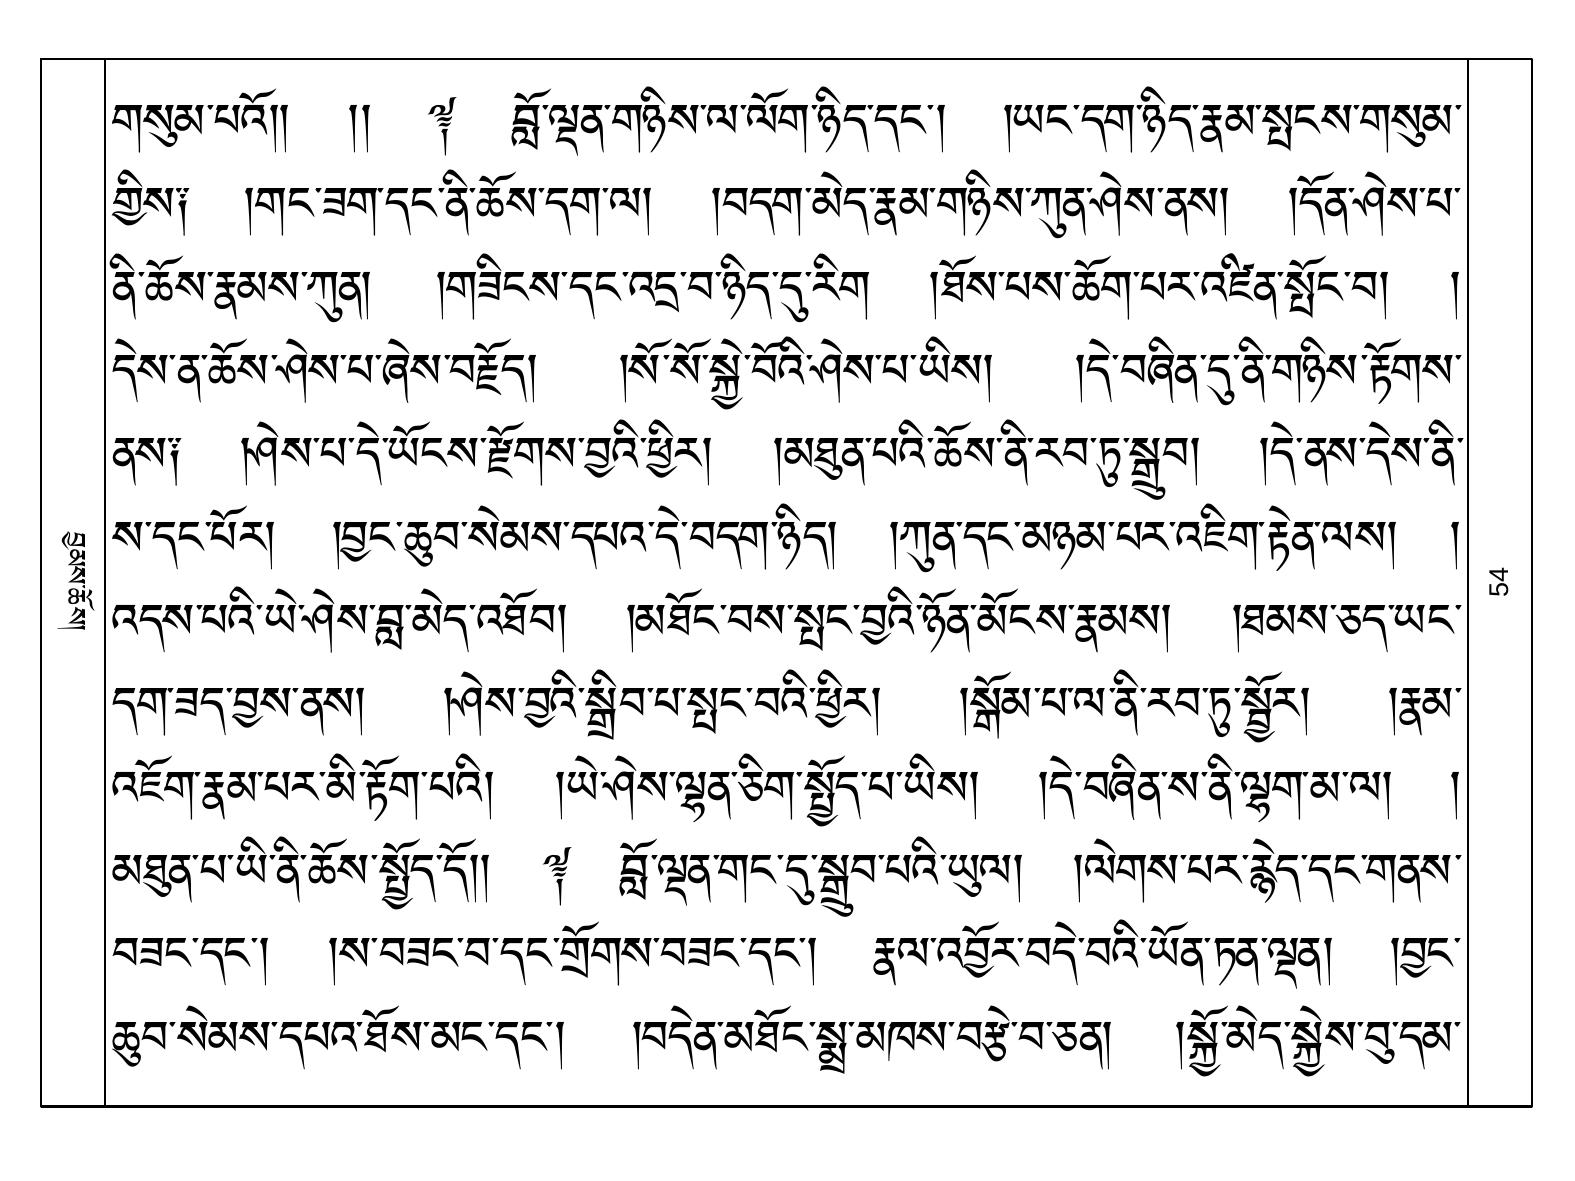 གསུམ་པའོ།། །། ༈ བློ་ལྡན་གཉིས་ལ་ལོག་ཉིད་དང་། །ཡང་དག་ཉིད་རྣམ་སྤངས་གསུམ་
གྱིས༑ །གང་ཟག་དང་ནི་ཆོས་དག་ལ། །བདག་མེད་རྣམ་གཉིས་ཀུན་ཤེས་ནས། །དོན་ཤེས་པ་
ནི་ཆོས་རྣམས་ཀུན། །གཟིངས་དང་འདྲ་བ་ཉིད་དུ་རིག །ཐོས་པས་ཆོག་པར་འཛིན་སྤོང་བ། །
དེས་ན་ཆོས་ཤེས་པ་ཞེས་བརྗོད། །སོ་སོ་སྐྱེ་བོའི་ཤེས་པ་ཡིས། །དེ་བཞིན་དུ་ནི་གཉིས་རྟོགས་
ནས༑ །ཤེས་པ་དེ་ཡོངས་རྫོགས་བྱའི་ཕྱིར། །མཐུན་པའི་ཆོས་ནི་རབ་ཏུ་སྒྲུབ། །དེ་ནས་དེས་ནི་
ས་དང་པོར། །བྱང་ཆུབ་སེམས་དཔའ་དེ་བདག་ཉིད། །ཀུན་དང་མཉམ་པར་འཇིག་རྟེན་ལས། །
འདས་པའི་ཡེ་ཤེས་བླ་མེད་འཐོབ། །མཐོང་བས་སྤང་བྱའི་ཉོན་མོངས་རྣམས། །ཐམས་ཅད་ཡང་
དག་ཟད་བྱས་ནས། །ཤེས་བྱའི་སྒྲིབ་པ་སྤང་བའི་ཕྱིར། །སྒོམ་པ་ལ་ནི་རབ་ཏུ་སྦྱོར། །རྣམ་
འཇོག་རྣམ་པར་མི་རྟོག་པའི། །ཡེ་ཤེས་ལྷན་ཅིག་སྤྱོད་པ་ཡིས། །དེ་བཞིན་ས་ནི་ལྷག་མ་ལ། །
མཐུན་པ་ཡི་ནི་ཆོས་སྤྱོད་དོ།། ༈ བློ་ལྡན་གང་དུ་སྒྲུབ་པའི་ཡུལ། །ལེགས་པར་རྙེད་དང་གནས་
བཟང་དང་། །ས་བཟང་བ་དང་གྲོགས་བཟང་དང་། རྣལ་འབྱོར་བདེ་བའི་ཡོན་ཏན་ལྡན། །བྱང་
ཆུབ་སེམས་དཔའ་ཐོས་མང་དང་། །བདེན་མཐོང་སྨྲ་མཁས་བརྩེ་བ་ཅན། །སྐྱོ་མེད་སྐྱེས་བུ་དམ་
བྱམས་ཆོས།
54